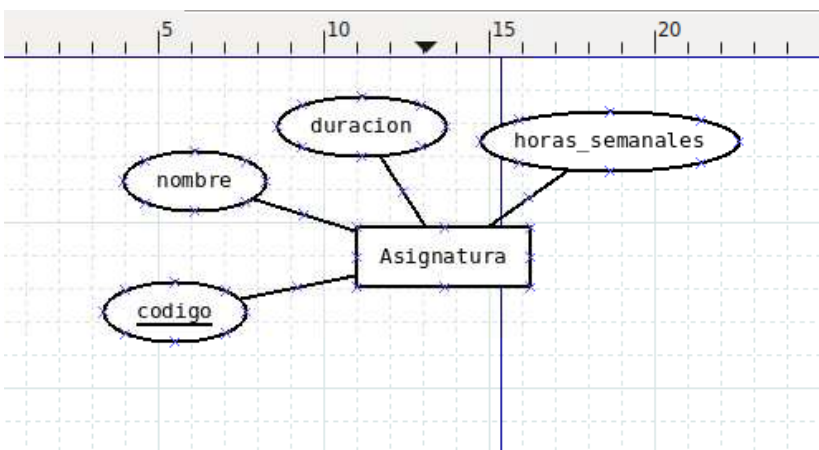 5 10 15 20
duracion
horas_semanales
nombre
Asignatura
codigo